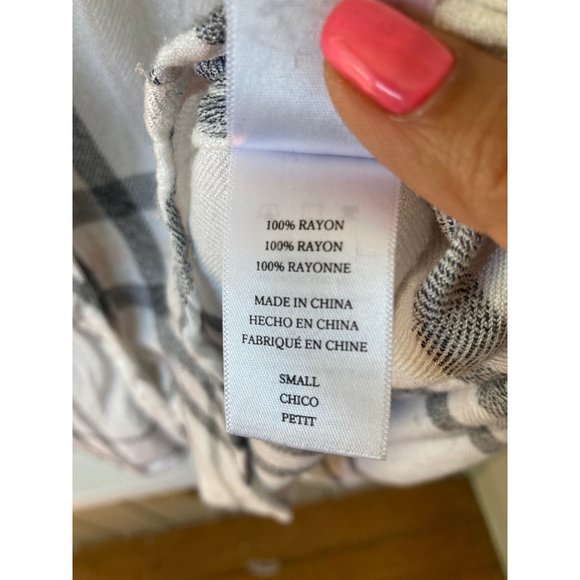 100% RAYON
100% RAYON
100% RAYONNE
MADE IN CHINA
HECHO EN CHINA
FABRIQUÉ EN CHINE
SMALL
CHICO
PETIT